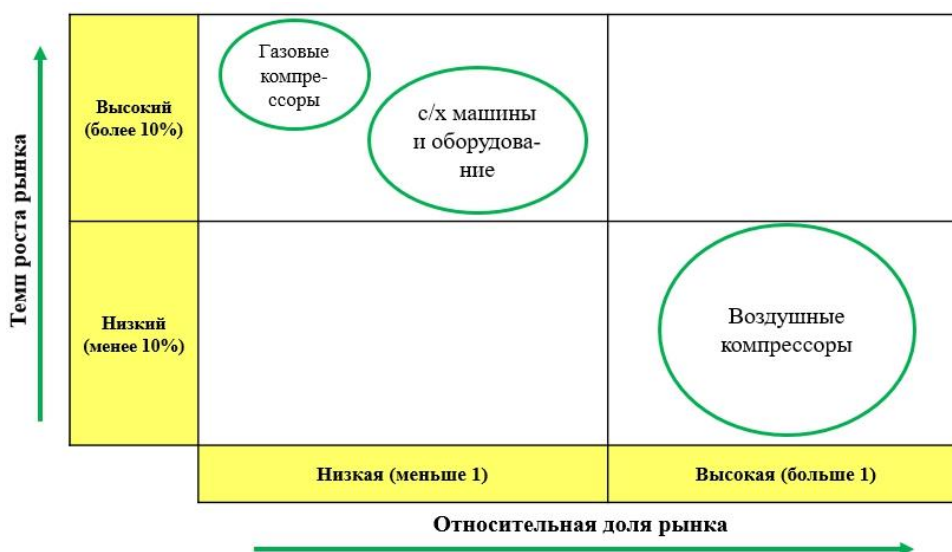 Темп роста рынка
Высокий
(более 10%)
Газовые
компре-
ссоры
с/х машины
и оборудова-
ние
Низкий
(менее 10%)
Воздушные
компрессоры
Низкая (меньше 1)
Высокая (больше 1)
Относительная доля рынка